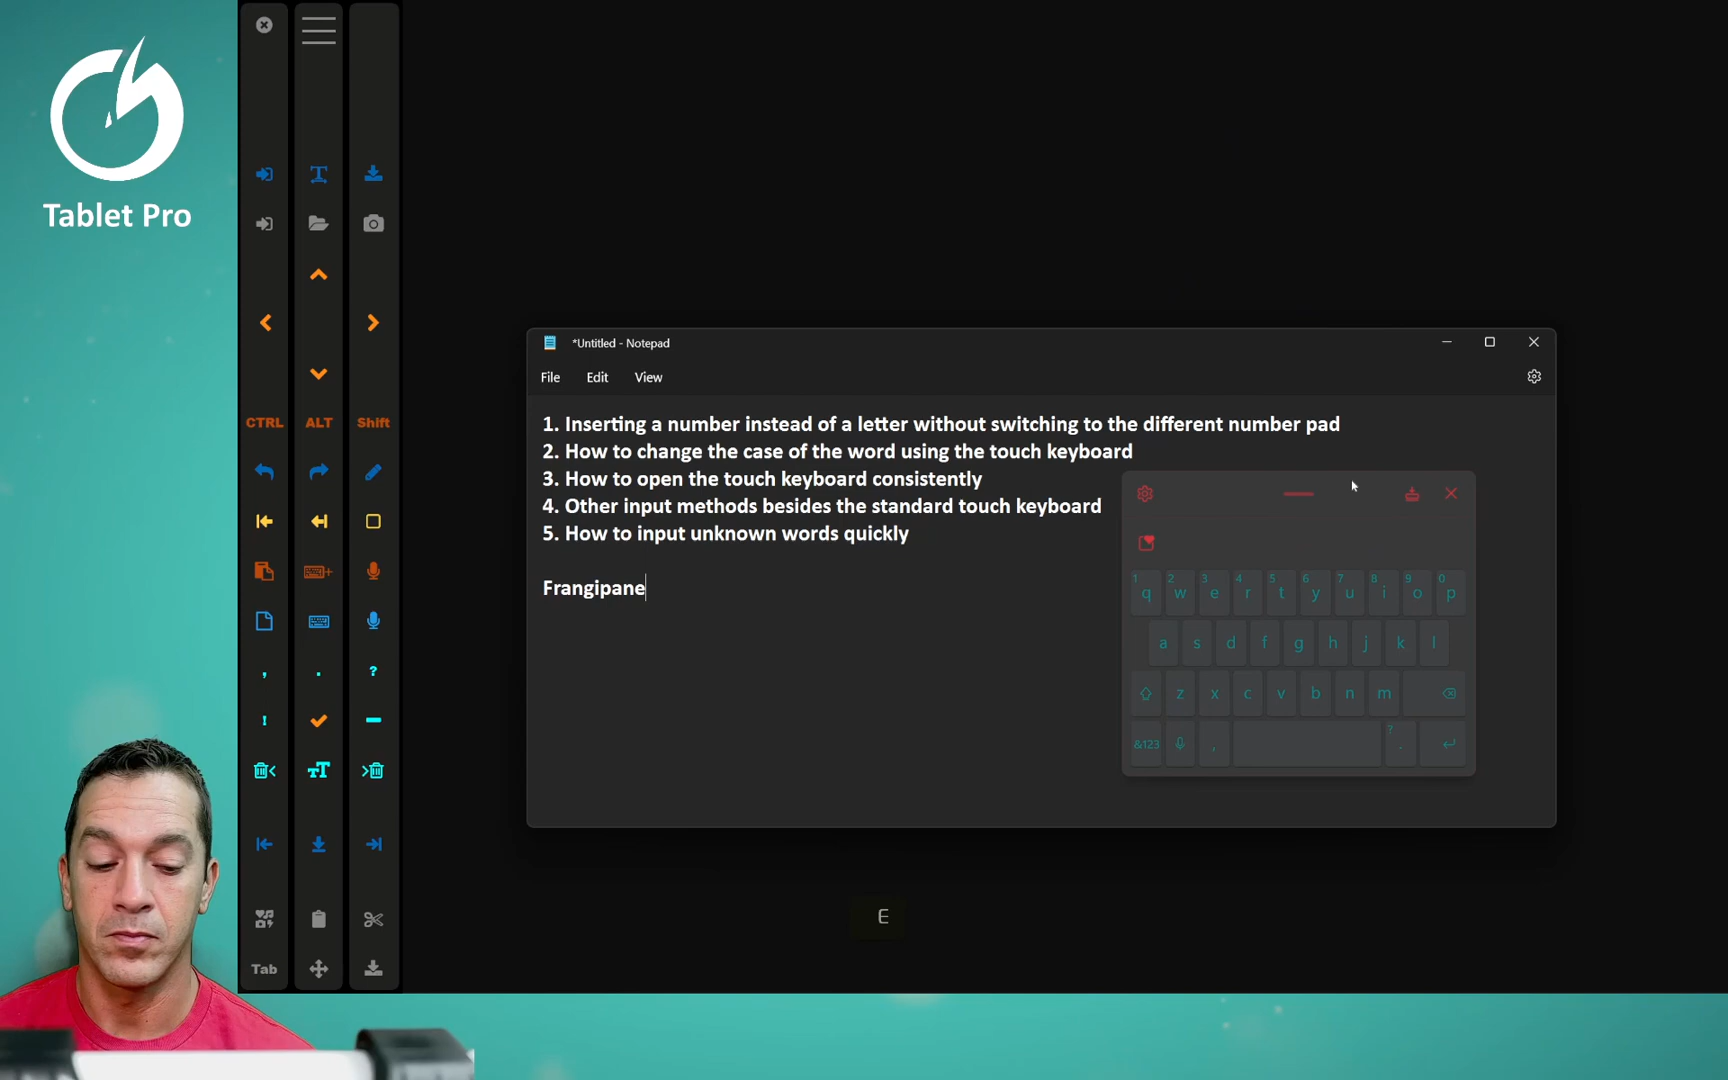 Tablet Pro
CTRL ALT Shift
, . ?
!
Tab
*Untitled - Notepad
File Edit View
1. Inserting a number instead of a letter without switching to the different number pad
2. How to change the case of the word using the touch keyboard
3. How to open the touch keyboard consistently
4. Other input methods besides the standard touch keyboard
5. How to input unknown words quickly
Frangipane
1 2 3 4 5 6 7 8 9 0
q w e r t y u i o p
a s d f g h j k l
z x c v b n m
?
&123 , .
E